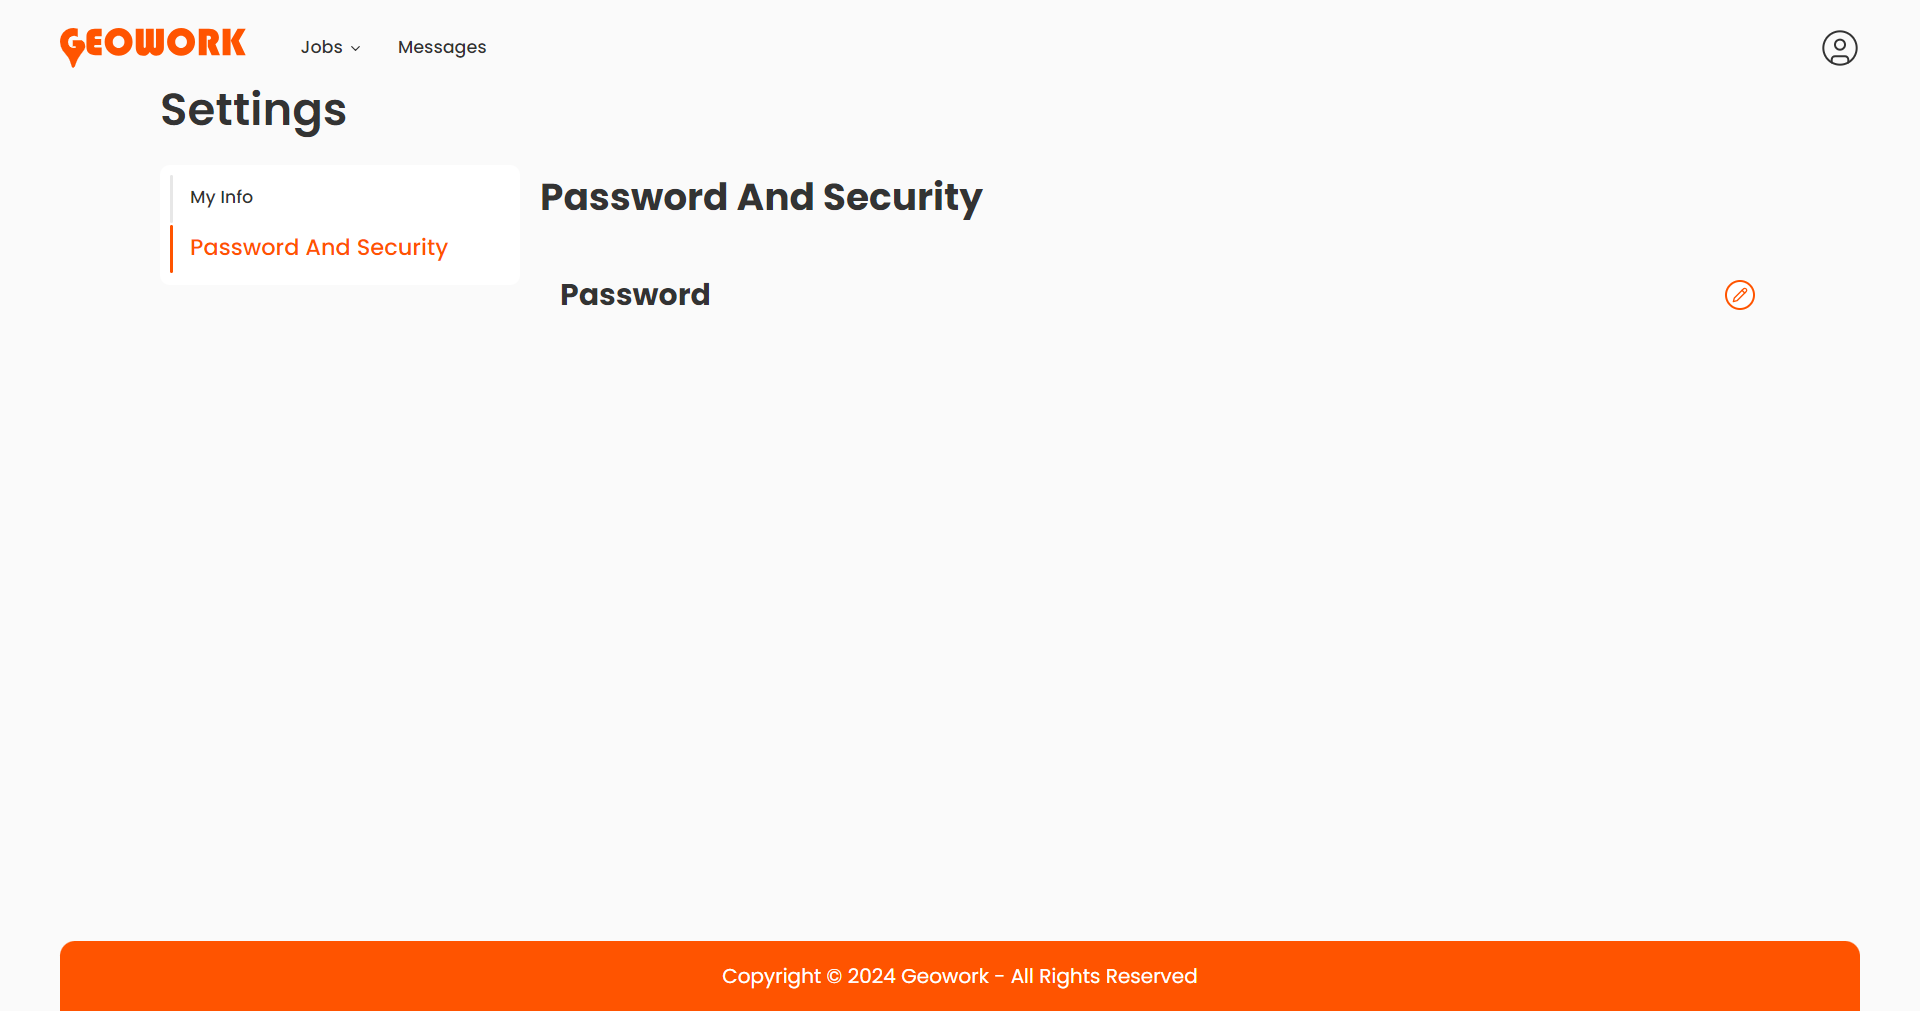 GEOWORK
Jobs
Messages
Settings
My Info
Password And Security
Password And Security
Password
Copyright © 2024 Geowork - All Rights Reserved